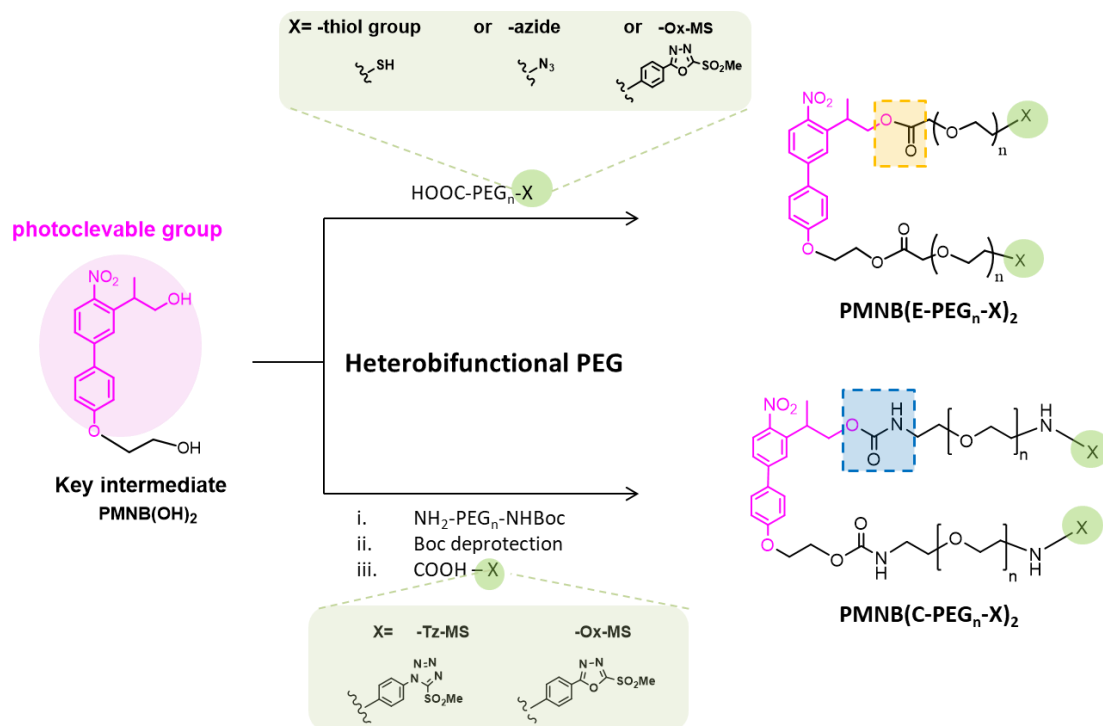 X= -thiol group or -azide or -Ox-MS
SH
N3
N-N
O
SO2Me
HOOC-PEGn-X
photoclevable group
NO2
OH
O
OH
Key intermediate
PMNB(OH)2
Heterobifunctional PEG
NO2
O
O
O
n
X
O
O
O
O
n
X
PMNB(E-PEGn-X)2
i. NH2-PEGn-NHBoc
ii. Boc deprotection
iii. COOH – X
X= -Tz-MS -Ox-MS
N=N
N
N
SO2Me
N-N
O
SO2Me
NO2
O
O
H
N
O
n
H
N
X
O
O
O
N
H
O
n
N
H
X
PMNB(C-PEGn-X)2